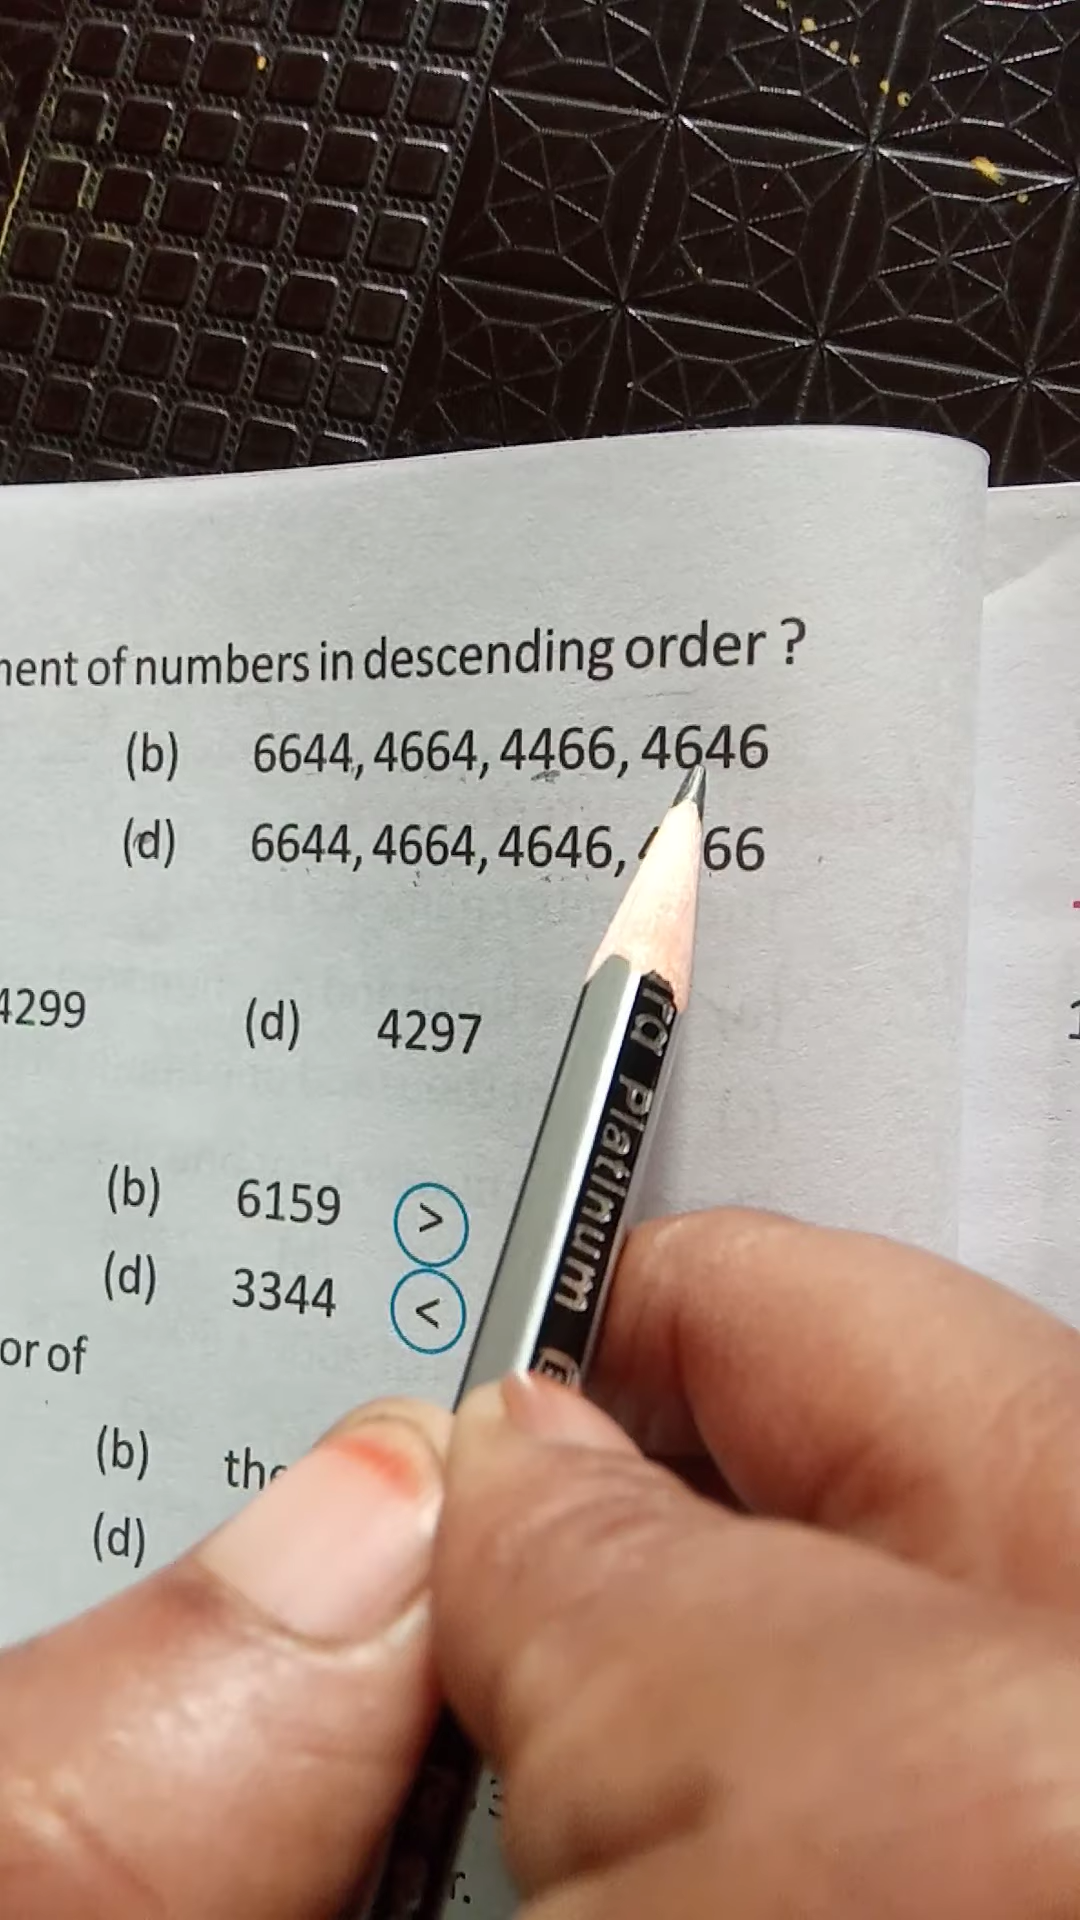 of numbers in descending order ?
(b) 6644, 4664, 4466, 4646
(d) 6644, 4664, 4646, 66
4299 (d) 4297
(b) 6159 >
(d) 3344 <
or of
(b)
(d)
Platinum